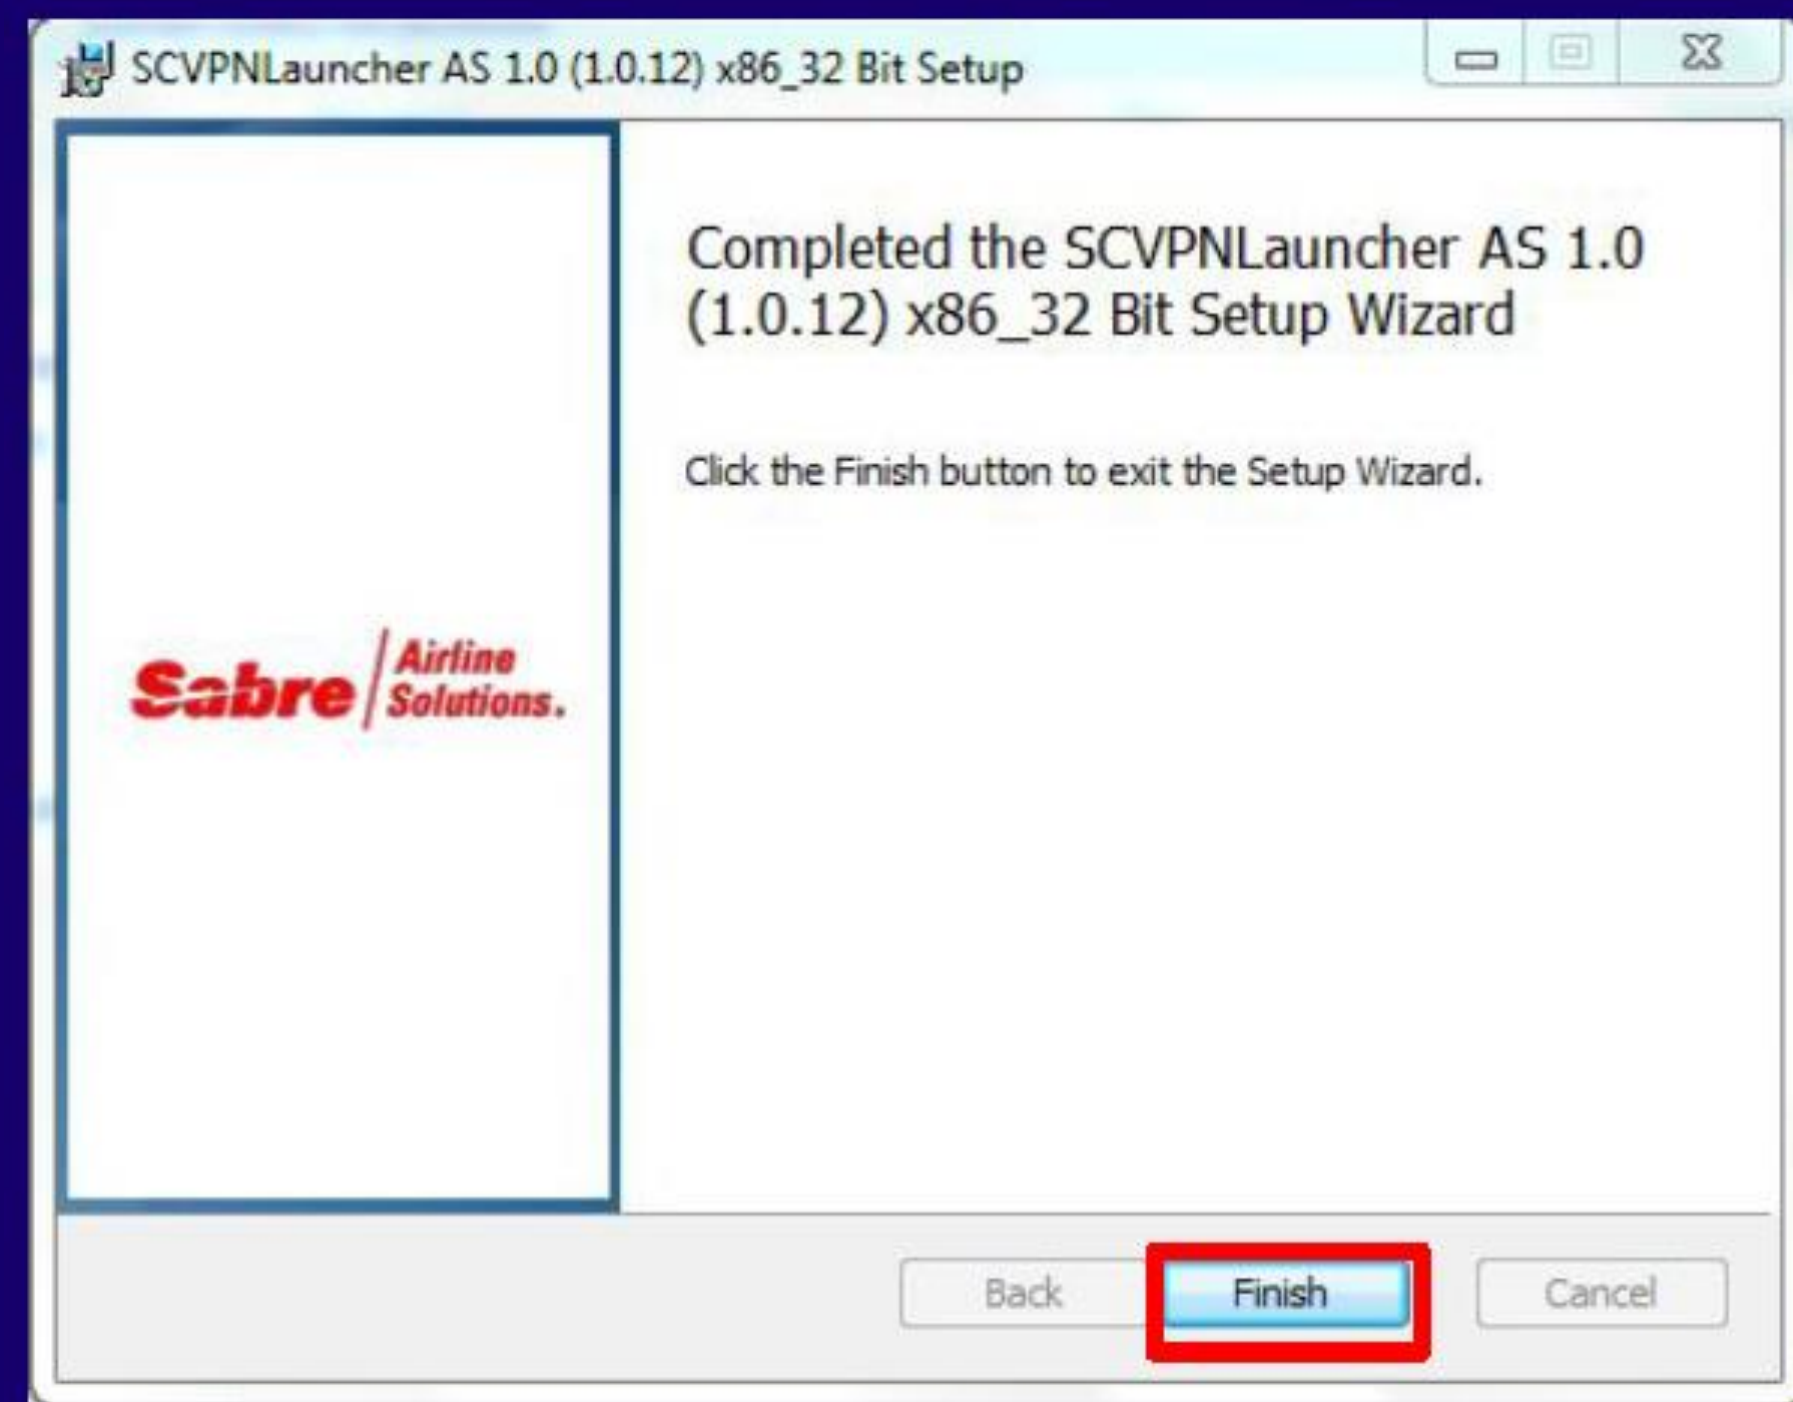 SCVPNLauncher AS 1.0 (1.0.12) x86_32 Bit Setup
Completed the SCVPNLauncher AS 1.0
(1.0.12) x86_32 Bit Setup Wizard
Click the Finish button to exit the Setup Wizard.
Sabre Airline
Solutions.
Back Finish Cancel